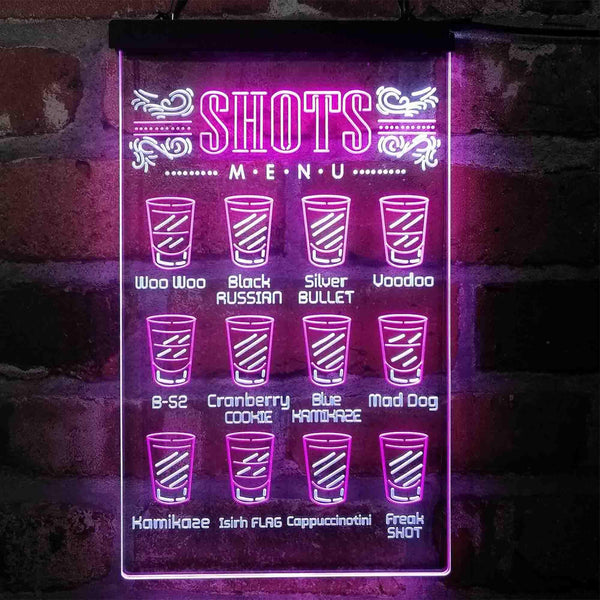 SHOTS
M·E·N·U
Woo Woo
Black
RUSSIAN
Silver
BULLET
Voodoo
B-52
Cranberry
COOKIE
Blue
KAMIKAZE
Mad Dog
Kamikaze
Isirh FLAG
Cappuccinotini
Freak
SHOT